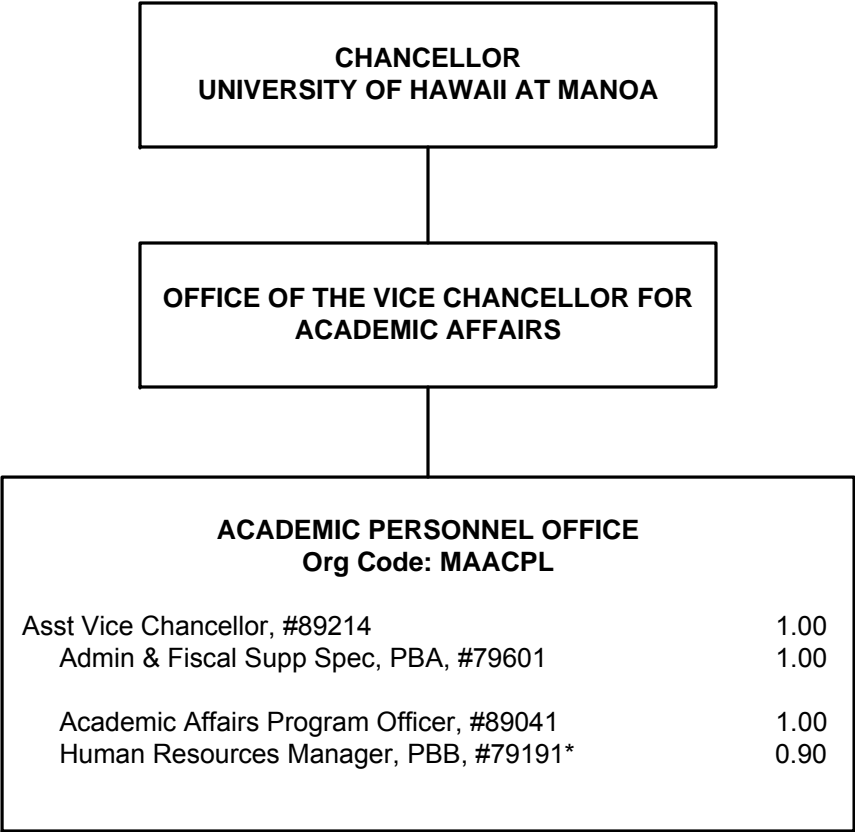 CHANCELLOR
UNIVERSITY OF HAWAII AT MANOA
OFFICE OF THE VICE CHANCELLOR FOR
ACADEMIC AFFAIRS
ACADEMIC PERSONNEL OFFICE
Org Code: MAACPL
Asst Vice Chancellor, #89214 1.00
Admin & Fiscal Supp Spec, PBA, #79601 1.00
Academic Affairs Program Officer, #89041 1.00
Human Resources Manager, PBB, #79191* 0.90